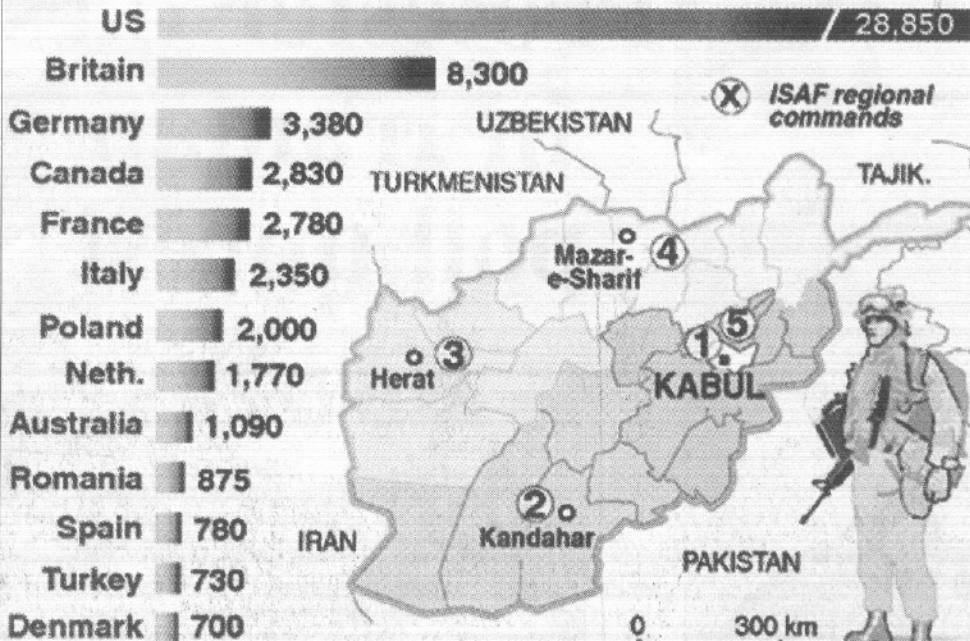 US 28,850
Britain 8,300
Germany 3,380
Canada 2,830
France 2,780
Italy 2,350
Poland 2,000
Neth. 1,770
Australia 1,090
Romania 875
Spain 780
Turkey 730
Denmark 700
X ISAF regional
commands
UZBEKISTAN
TURKMENISTAN
TAJIK.
Mazar-
e-Sharif
4
5
1
KABUL
3
Herat
2
Kandahar
IRAN
PAKISTAN
0 300 km